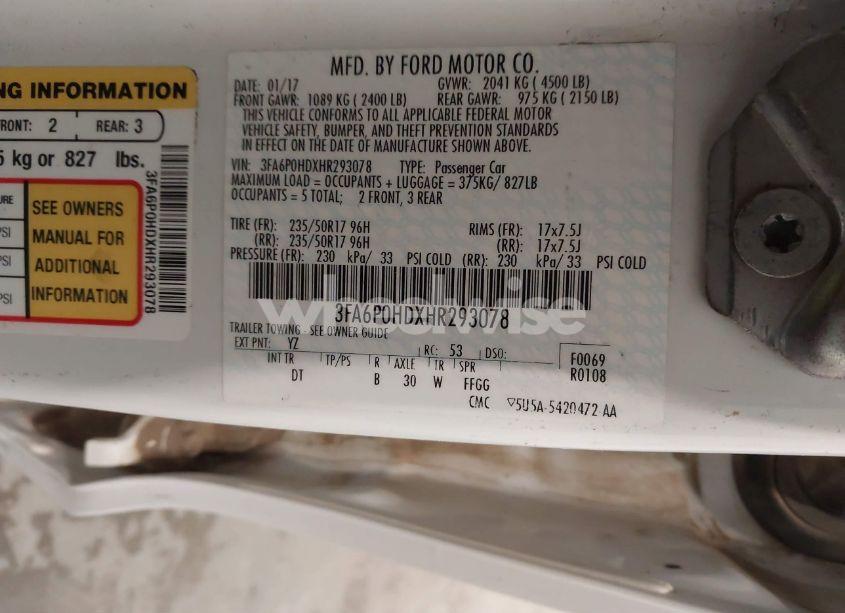 NG INFORMATION
FRONT: 2 REAR: 3
5 kg or 827 lbs.
SEE OWNERS
MANUAL FOR
ADDITIONAL
INFORMATION
PSI
PSI
PSI
3FA6P0HDXHR293078
MFD. BY FORD MOTOR CO.
DATE: 01/17 GVWR: 2041 KG ( 4500 LB)
FRONT GAWR: 1089 KG ( 2400 LB) REAR GAWR: 975 KG ( 2150 LB)
THIS VEHICLE CONFORMS TO ALL APPLICABLE FEDERAL MOTOR
VEHICLE SAFETY, BUMPER, AND THEFT PREVENTION STANDARDS
IN EFFECT ON THE DATE OF MANUFACTURE SHOWN ABOVE.
VIN: 3FA6P0HDXHR293078 TYPE: Passenger Car
MAXIMUM LOAD = OCCUPANTS + LUGGAGE = 375KG/ 827LB
OCCUPANTS = 5 TOTAL; 2 FRONT, 3 REAR
TIRE (FR): 235/50R17 96H RIMS (FR): 17x7.5J
(RR): 235/50R17 96H (RR): 17x7.5J
PRESSURE (FR): 230 kPa/ 33 PSI COLD (RR): 230 kPa/ 33 PSI COLD
3FA6P0HDXHR293078
TRAILER TOWING - SEE OWNER GUIDE
EXT PNT: YZ RC: 53 DSO: F0069
INT TR TP/PS R AXLE TR SPR R0108
DT B 30 W FFGG
CMC ▽5U5A-5420472 AA